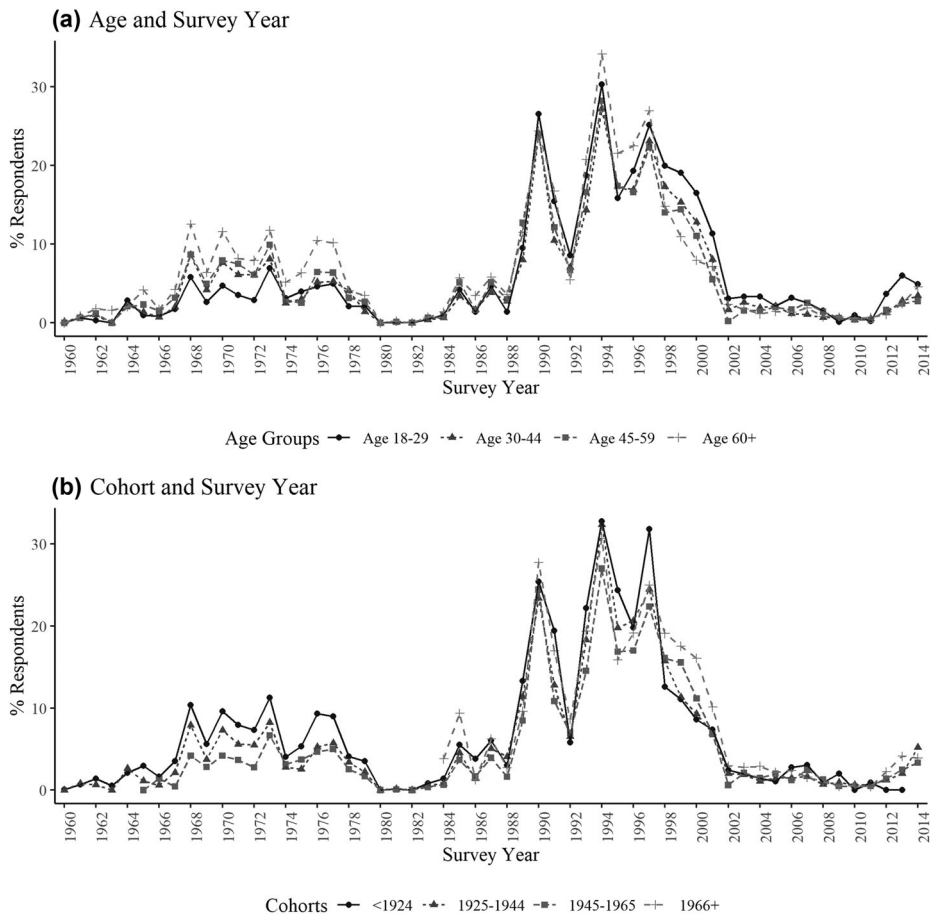 (a) Age and Survey Year
% Respondents
30
20
10
0
1960 1962 1964 1966 1968 1970 1972 1974 1976 1978 1980 1982 1984 1986 1988 1990 1992 1994 1996 1998 2000 2002 2004 2006 2008 2010 2012 2014
Survey Year
Age Groups Age 18-29 Age 30-44 Age 45-59 Age 60+
(b) Cohort and Survey Year
% Respondents
30
20
10
0
1960 1962 1964 1966 1968 1970 1972 1974 1976 1978 1980 1982 1984 1986 1988 1990 1992 1994 1996 1998 2000 2002 2004 2006 2008 2010 2012 2014
Survey Year
Cohorts <1924 1925-1944 1945-1965 1966+